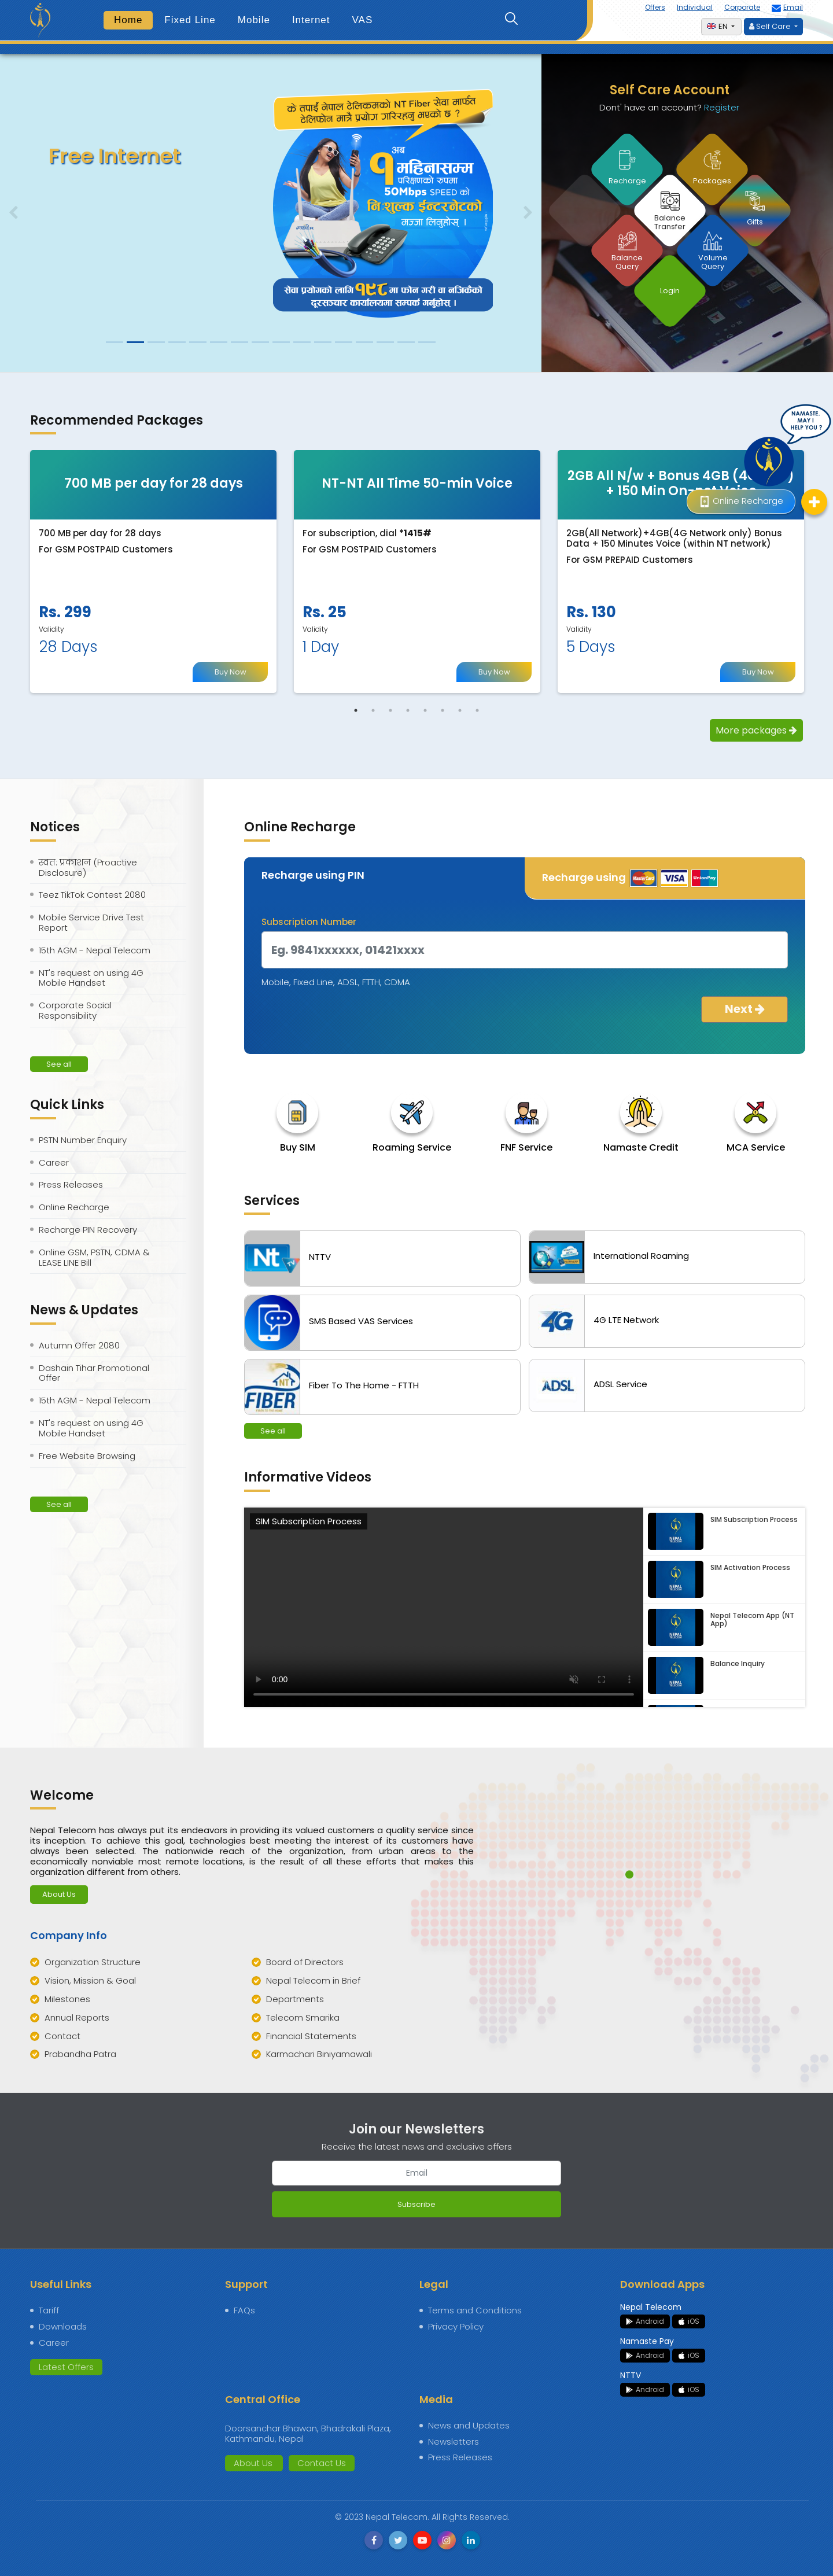 Home Fixed Line Mobile Internet VAS
Offers Individual Corporate Email
EN Self Care
Free Internet
के तपाईं नेपाल टेलिकमको NT Fiber सेवा मार्फत
टेलिफोन मात्रै प्रयोग गरिरहनु भएको छ ?
अब
१ महिनासम्म
परिक्षणको रुपमा
50Mbps SPEED को
नि:शुल्क ईन्टरनेटको
मज्जा लिनुहोस् ।
सेवा प्रयोगको लागि १९८ मा फोन गरी वा नजिकैको
दूरसञ्चार कार्यालयमा सम्पर्क गर्नुहोस् ।
Self Care Account
Dont' have an account? Register
Recharge
Packages
Balance
Transfer
Gifts
Balance
Query
Volume
Query
Login
Recommended Packages
NAMASTE,
MAY I
HELP YOU ?
700 MB per day for 28 days
700 MB per day for 28 days
For GSM POSTPAID Customers
Rs. 299
Validity
28 Days
Buy Now
NT-NT All Time 50-min Voice
For subscription, dial *1415#
For GSM POSTPAID Customers
Rs. 25
Validity
1 Day
Buy Now
2GB All N/w + Bonus 4GB (4G
+ 150 Min On-net Voice
Online Recharge
2GB(All Network)+4GB(4G Network only) Bonus
Data + 150 Minutes Voice (within NT network)
For GSM PREPAID Customers
Rs. 130
Validity
5 Days
Buy Now
More packages
Notices
स्वत: प्रकाशन (Proactive
Disclosure)
Teez TikTok Contest 2080
Mobile Service Drive Test
Report
15th AGM - Nepal Telecom
NT's request on using 4G
Mobile Handset
Corporate Social
Responsibility
See all
Quick Links
PSTN Number Enquiry
Career
Press Releases
Online Recharge
Recharge PIN Recovery
Online GSM, PSTN, CDMA &
LEASE LINE Bill
News & Updates
Autumn Offer 2080
Dashain Tihar Promotional
Offer
15th AGM - Nepal Telecom
NT's request on using 4G
Mobile Handset
Free Website Browsing
See all
Online Recharge
Recharge using PIN
Recharge using MasterCard VISA UnionPay
Subscription Number
Eg. 9841xxxxxx, 01421xxxx
Mobile, Fixed Line, ADSL, FTTH, CDMA
Next
Buy SIM
Roaming Service
FNF Service
Namaste Credit
MCA Service
Services
Nt TV NTTV
International Roaming
SMS Based VAS Services
4G 4G LTE Network
NT FIBER Fiber To The Home - FTTH
ADSL ADSL Service
See all
Informative Videos
SIM Subscription Process
0:00
NEPAL TELECOM SIM Subscription Process
NEPAL TELECOM SIM Activation Process
NEPAL TELECOM Nepal Telecom App (NT
App)
NEPAL TELECOM Balance Inquiry
Welcome
Nepal Telecom has always put its endeavors in providing its valued customers a quality service since
its inception. To achieve this goal, technologies best meeting the interest of its customers have
always been selected. The nationwide reach of the organization, from urban areas to the
economically nonviable most remote locations, is the result of all these efforts that makes this
organization different from others.
About Us
Company Info
Organization Structure
Vision, Mission & Goal
Milestones
Annual Reports
Contact
Prabandha Patra
Board of Directors
Nepal Telecom in Brief
Departments
Telecom Smarika
Financial Statements
Karmachari Biniyamawali
Join our Newsletters
Receive the latest news and exclusive offers
Email
Subscribe
Useful Links
Tariff
Downloads
Career
Latest Offers
Support
FAQs
Legal
Terms and Conditions
Privacy Policy
Download Apps
Nepal Telecom
Android iOS
Namaste Pay
Android iOS
NTTV
Android iOS
Central Office
Doorsanchar Bhawan, Bhadrakali Plaza,
Kathmandu, Nepal
About Us Contact Us
Media
News and Updates
Newsletters
Press Releases
© 2023 Nepal Telecom. All Rights Reserved.